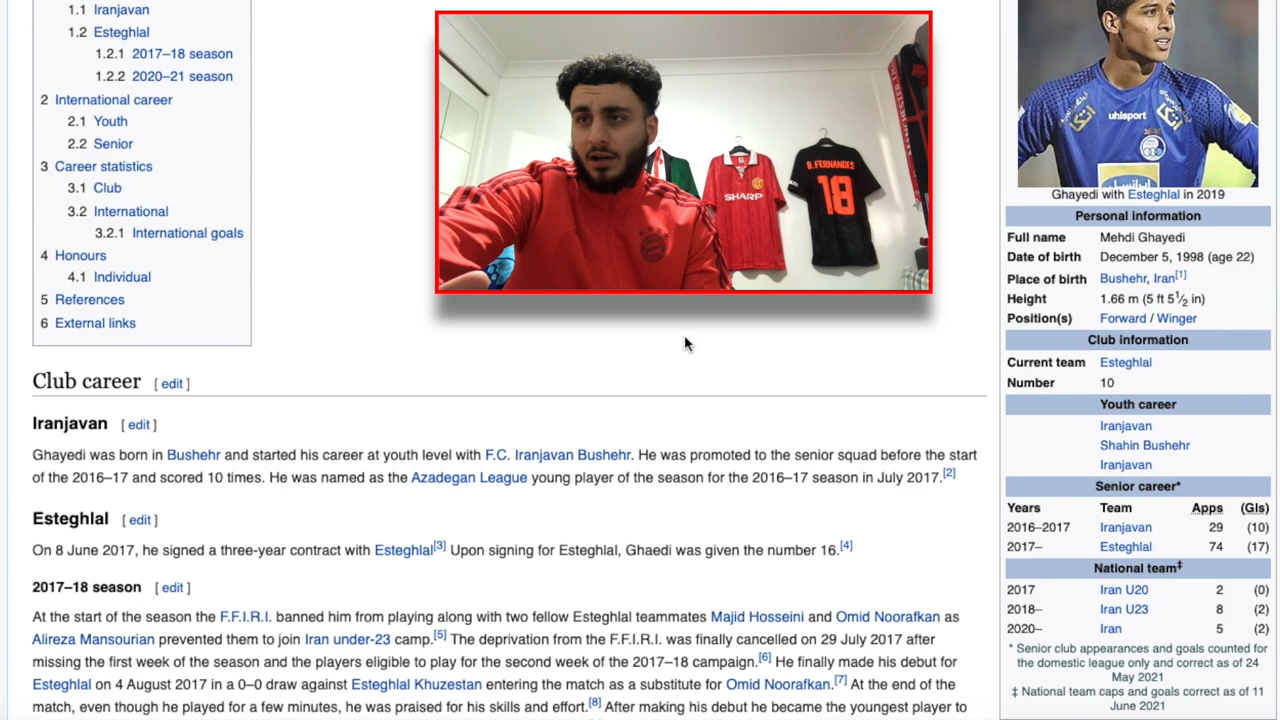 1.1 Iranjavan
1.2 Esteghlal
1.2.1 2017–18 season
1.2.2 2020–21 season
2 International career
2.1 Youth
2.2 Senior
3 Career statistics
3.1 Club
3.2 International
3.2.1 International goals
4 Honours
4.1 Individual
5 References
6 External links
SHARP
B.FERNANDES
18
Club career [ edit ]
Iranjavan [ edit ]
Ghayedi was born in Bushehr and started his career at youth level with F.C. Iranjavan Bushehr. He was promoted to the senior squad before the start
of the 2016–17 and scored 10 times. He was named as the Azadegan League young player of the season for the 2016–17 season in July 2017.[2]
Esteghlal [ edit ]
On 8 June 2017, he signed a three-year contract with Esteghlal[3] Upon signing for Esteghlal, Ghaedi was given the number 16.[4]
2017–18 season [ edit ]
At the start of the season the F.F.I.R.I. banned him from playing along with two fellow Esteghlal teammates Majid Hosseini and Omid Noorafkan as
Alireza Mansourian prevented them to join Iran under-23 camp.[5] The deprivation from the F.F.I.R.I. was finally cancelled on 29 July 2017 after
missing the first week of the season and the players eligible to play for the second week of the 2017–18 campaign.[6] He finally made his debut for
Esteghlal on 4 August 2017 in a 0–0 draw against Esteghlal Khuzestan entering the match as a substitute for Omid Noorafkan.[7] At the end of the
match, even though he played for a few minutes, he was praised for his skills and effort.[8] After making his debut he became the youngest player to
uhlsport
Ghayedi with Esteghlal in 2019
Personal information
Full name Mehdi Ghayedi
Date of birth December 5, 1998 (age 22)
Place of birth Bushehr, Iran[1]
Height 1.66 m (5 ft 5 1⁄2 in)
Position(s) Forward / Winger
Club information
Current team Esteghlal
Number 10
Youth career
Iranjavan
Shahin Bushehr
Iranjavan
Senior career*
Years Team Apps (Gls)
2016–2017 Iranjavan 29 (10)
2017– Esteghlal 74 (17)
National team‡
2017 Iran U20 2 (0)
2018– Iran U23 8 (2)
2020– Iran 5 (2)
* Senior club appearances and goals counted for
the domestic league only and correct as of 24
May 2021
‡ National team caps and goals correct as of 11
June 2021